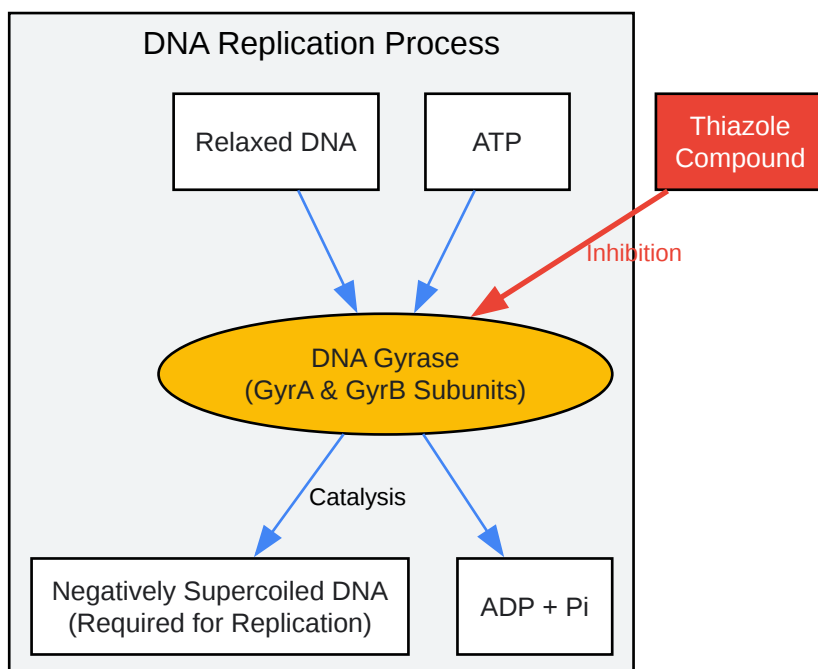 DNA Replication Process
Relaxed DNA
ATP
Thiazole
Compound
Inhibition
DNA Gyrase
(GyrA & GyrB Subunits)
Catalysis
Negatively Supercoiled DNA
(Required for Replication)
ADP + Pi